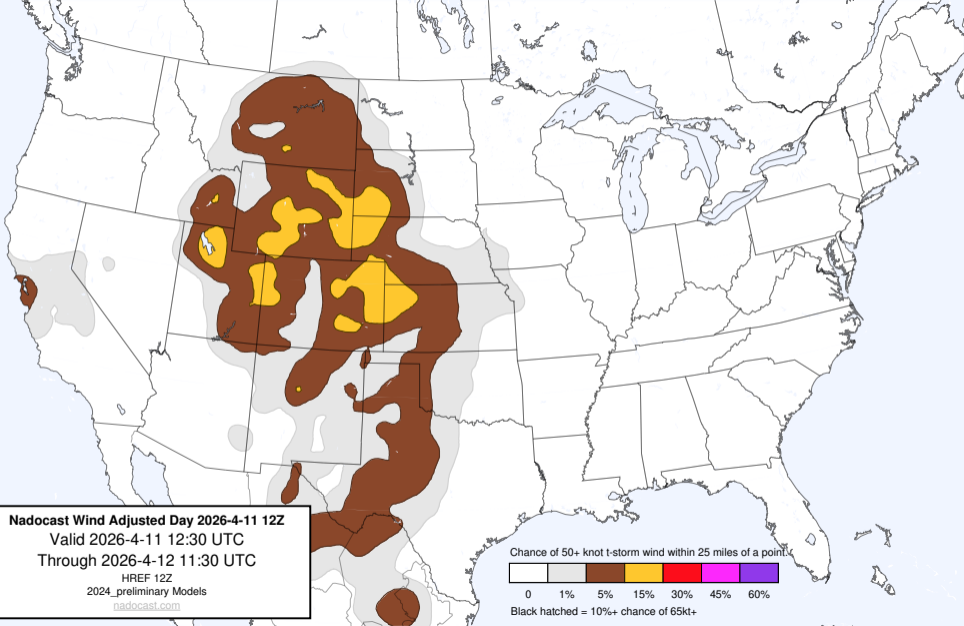 Nadocast Wind Adjusted Day 2026-4-11 12Z
Valid 2026-4-11 12:30 UTC
Through 2026-4-12 11:30 UTC
HREF 12Z
2024_preliminary Models
nadocast.com
Chance of 50+ knot t-storm wind within 25 miles of a point.
0 1% 5% 15% 30% 45% 60%
Black hatched = 10%+ chance of 65kt+